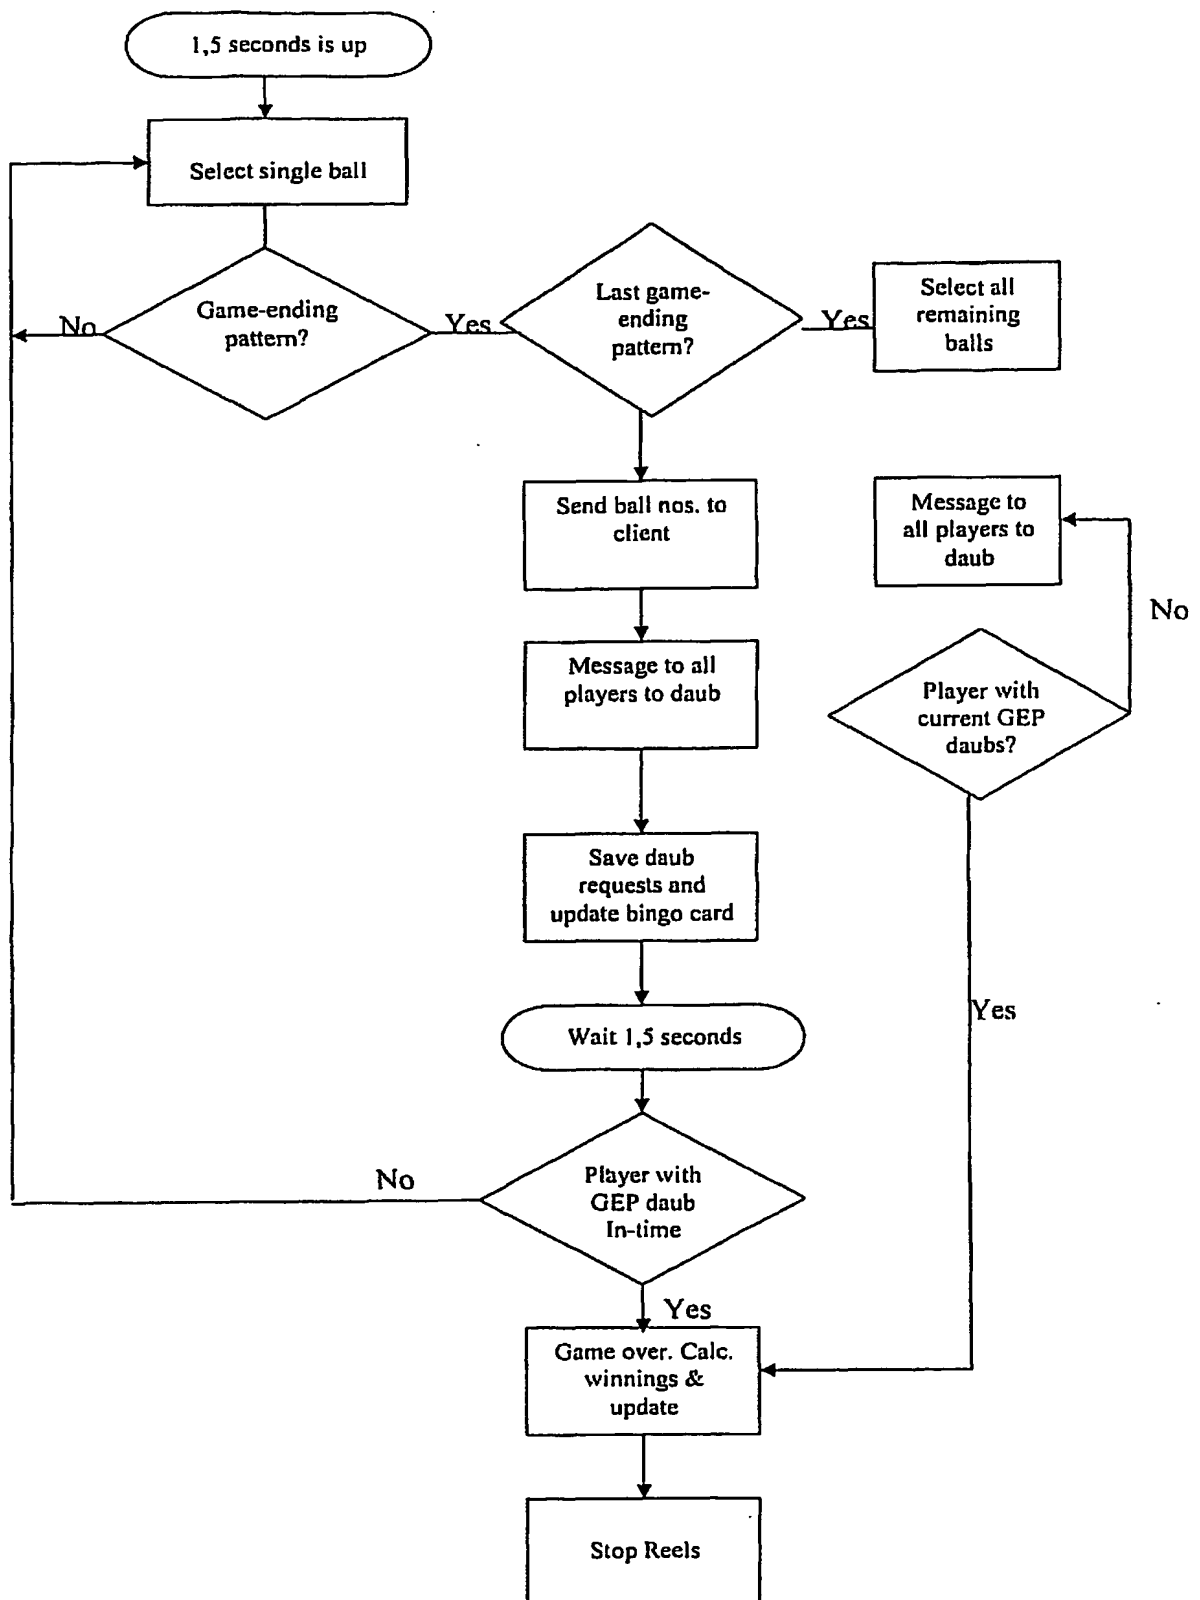 1,5 seconds is up
Select single ball
Game-ending
pattern?
No
Yes
Last game-
ending
pattern?
Yes
Select all
remaining
balls
Send ball nos. to
client
Message to
all players to
daub
No
Message to all
players to daub
Player with
current GEP
daubs?
Save daub
requests and
update bingo card
Yes
Wait 1,5 seconds
Player with
GEP daub
In-time
No
Yes
Game over. Calc.
winnings &
update
Stop Reels